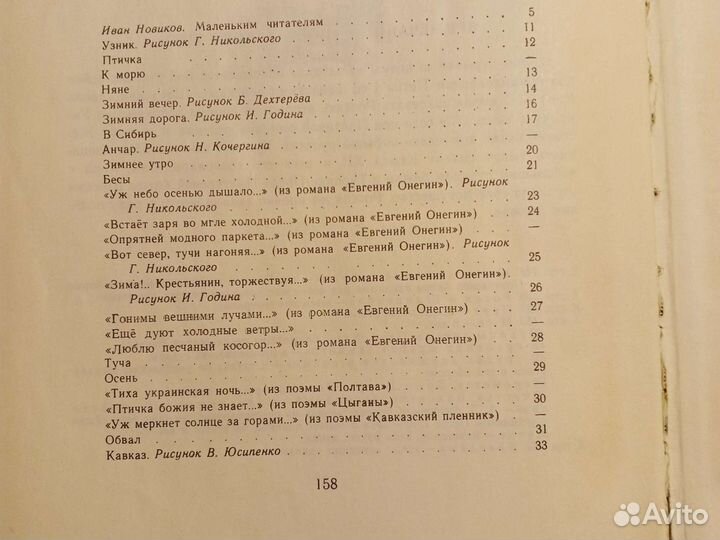 Иван Новиков. Маленьким читателям . . . . . . . . . . . 5
Узник. Рисунок Г. Никольского . . . . . . . . . . . 11
Птичка . . . . . . . . . . . 12
К морю . . . . . . . . . . . —
Няне . . . . . . . . . . . 13
Зимний вечер. Рисунок Б. Дехтерёва . . . . . . . . . . . 14
Зимняя дорога. Рисунок И. Година . . . . . . . . . . . 16
В Сибирь . . . . . . . . . . . 17
Анчар. Рисунок Н. Кочергина . . . . . . . . . . . —
Зимнее утро . . . . . . . . . . . 20
Бесы . . . . . . . . . . . 21
«Уж небо осенью дышало...» (из романа «Евгений Онегин»). Рисунок
Г. Никольского . . . . . . . . . . . 23
«Встаёт заря во мгле холодной...» (из романа «Евгений Онегин») . . 24
«Опрятней модного паркета...» (из романа «Евгений Онегин») . . . —
«Вот север, тучи нагоняя...» (из романа «Евгений Онегин»). Рисунок
Г. Никольского . . . . . . . . . . . 25
«Зима!.. Крестьянин, торжествуя...» (из романа «Евгений Онегин»).
Рисунок И. Година . . . . . . . . . . . 26
«Гонимы вешними лучами...» (из романа «Евгений Онегин») . . . . 27
«Ещё дуют холодные ветры...» . . . . . . . . . . . —
«Люблю песчаный косогор...» (из романа «Евгений Онегин») . . . . 28
Туча . . . . . . . . . . . —
Осень . . . . . . . . . . . 29
«Тиха украинская ночь...» (из поэмы «Полтава») . . . . . . . —
«Птичка божия не знает...» (из поэмы «Цыганы») . . . . . . . 30
«Уж меркнет солнце за горами...» (из поэмы «Кавказский пленник») . —
Обвал . . . . . . . . . . . 31
Кавказ. Рисунок В. Юсипенко . . . . . . . . . . . 33
158
Avito